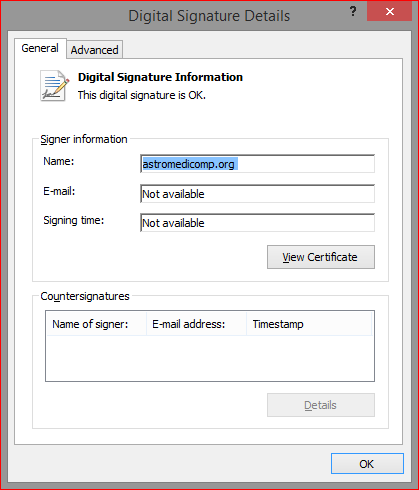 Digital Signature Details
?
General
Advanced
Digital Signature Information
This digital signature is OK.
Signer information
Name:
astromedicomp.org
E-mail:
Not available
Signing time:
Not available
View Certificate
Countersignatures
Name of signer:
E-mail address:
Timestamp
Details
OK